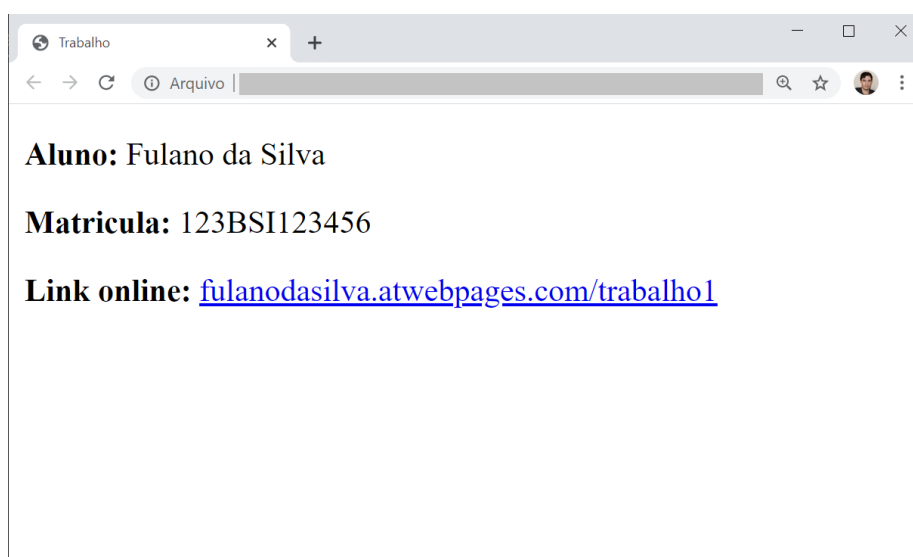 Trabalho
Arquivo
Aluno: Fulano da Silva
Matricula: 123BSI123456
Link online: fulanodasilva.atwebpages.com/trabalho1